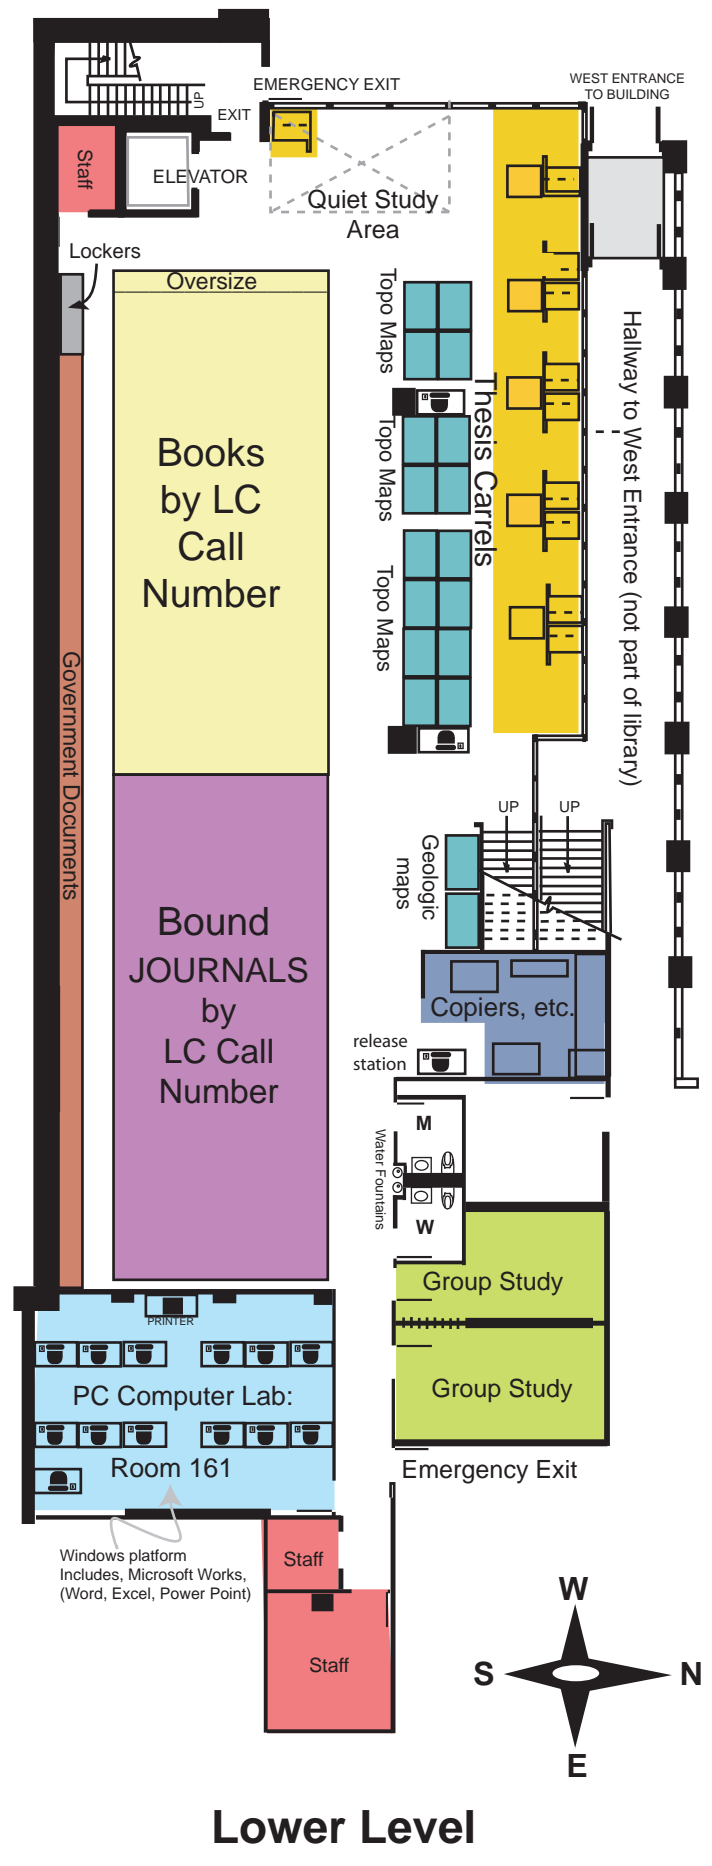 EMERGENCY EXIT
WEST ENTRANCE
TO BUILDING
UP
EXIT
Staff
ELEVATOR
Quiet Study
Area
Lockers
Oversize
Topo Maps
Thesis Carrels
Hallway to West Entrance (not part of library)
Books
by LC
Call
Number
Topo Maps
Topo Maps
Government Documents
UP
UP
Geologic
maps
Bound
JOURNALS
by
LC Call
Number
Copiers, etc.
release
station
M
Water Fountains
W
Group Study
PRINTER
PC Computer Lab:
Group Study
Room 161
Emergency Exit
Windows platform
Includes, Microsoft Works,
(Word, Excel, Power Point)
Staff
Staff
W
S
N
E
Lower Level